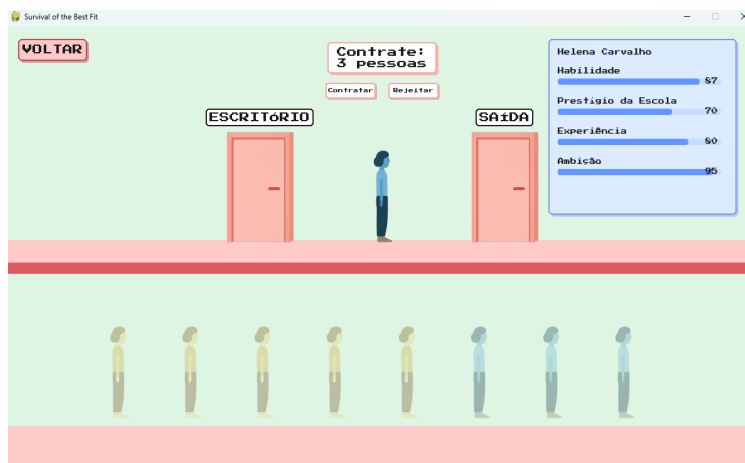 Survival of the Best Fit
VOLTAR
Contrate:
3 pessoas
Contratar
Rejeitar
ESCRITóRIO
SAíDA
Helena Carvalho
Habilidade
87
Prestígio da Escola
70
Experiência
80
Ambição
95